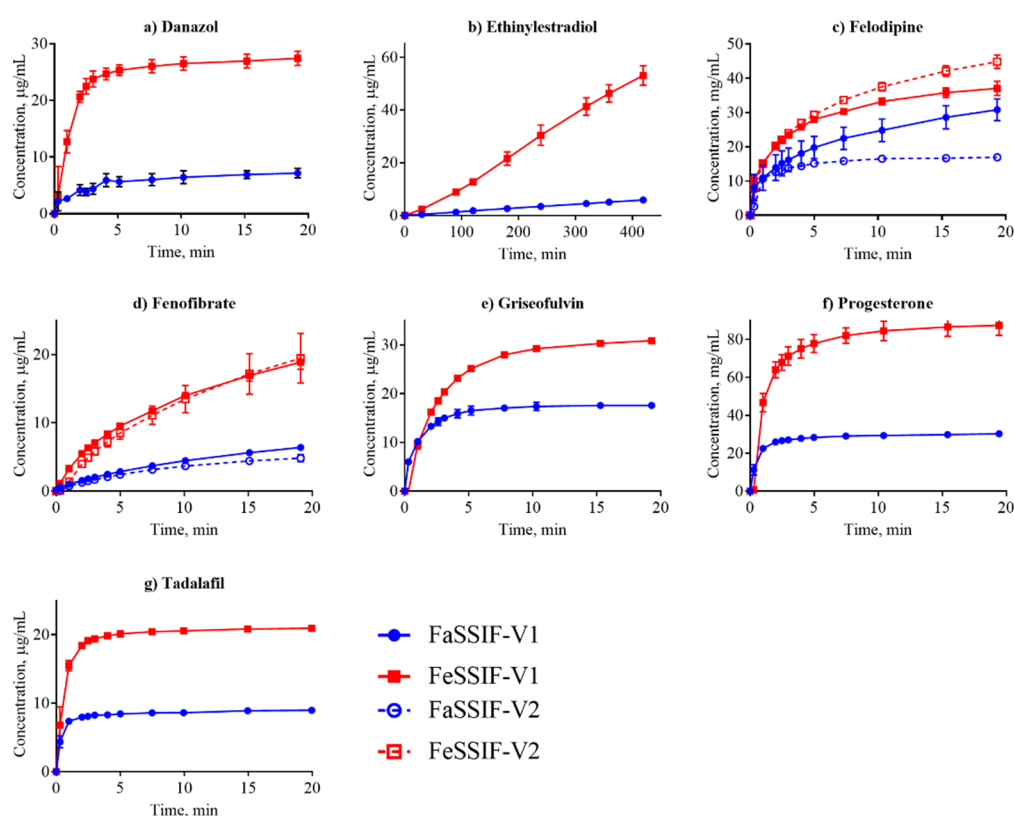 a) Danazol
b) Ethinylestradiol
c) Felodipine
Concentration, µg/mL
30
20
10
0
0 5 10 15 20
Time, min
Concentration, µg/mL
60
40
20
0
0 100 200 300 400
Time, min
Concentration, mg/mL
50
40
30
20
10
0
0 5 10 15 20
Time, min
d) Fenofibrate
e) Griseofulvin
f) Progesterone
Concentration, µg/mL
20
10
0
0 5 10 15 20
Time, min
Concentration, µg/mL
30
20
10
0
0 5 10 15 20
Time, min
Concentration, mg/mL
80
60
40
20
0
0 5 10 15 20
Time, min
g) Tadalafil
Concentration, µg/mL
20
10
0
0 5 10 15 20
Time, min
FaSSIF-V1
FeSSIF-V1
FaSSIF-V2
FeSSIF-V2